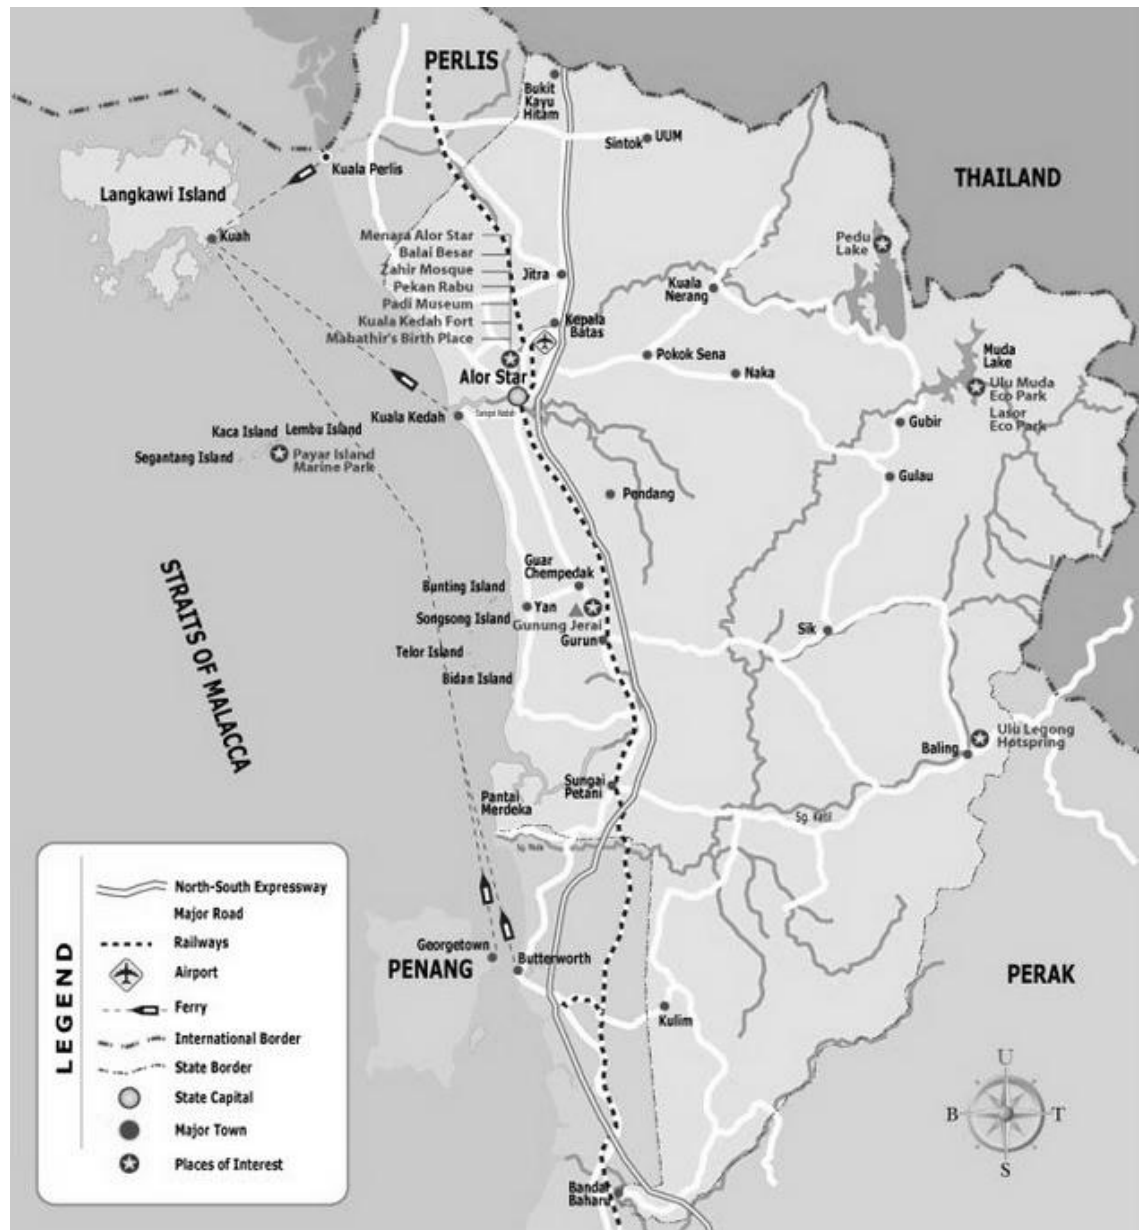 PERLIS
Bukit
Kayu
Hitam
Sintok
UUM
Kuala Perlis
THAILAND
Langkawi Island
Kuah
Menara Alor Star
Balai Besar
Zahir Mosque
Pekan Rabu
Padi Museum
Kuala Kedah Fort
Mabathir's Birth Place
Jitra
Pedu
Lake
Kuala
Nerang
Kepala
Batas
Pokok Sena
Naka
Muda
Lake
Ulu Muda
Eco Park
Lasor
Eco Park
Alor Star
Kuala Kedah
Gubir
Kaca Island
Lembu Island
Segantang Island
Payar Island
Marine Park
Gulau
Pendang
STRAITS OF MALACCA
Guar
Chempedak
Bunting Island
Yan
Songsong Island
Gunung Jerai
Gurun
Sik
Telor Island
Bidan Island
Ulu Legong
Hotspring
Baling
Sungai
Petani
Pantai
Merdeka
Georgetown
PENANG
Butterworth
PERAK
Kulim
Bandar
Baharu
U
B
T
S
LEGEND
North-South Expressway
Major Road
Railways
Airport
Ferry
International Border
State Border
State Capital
Major Town
Places of Interest